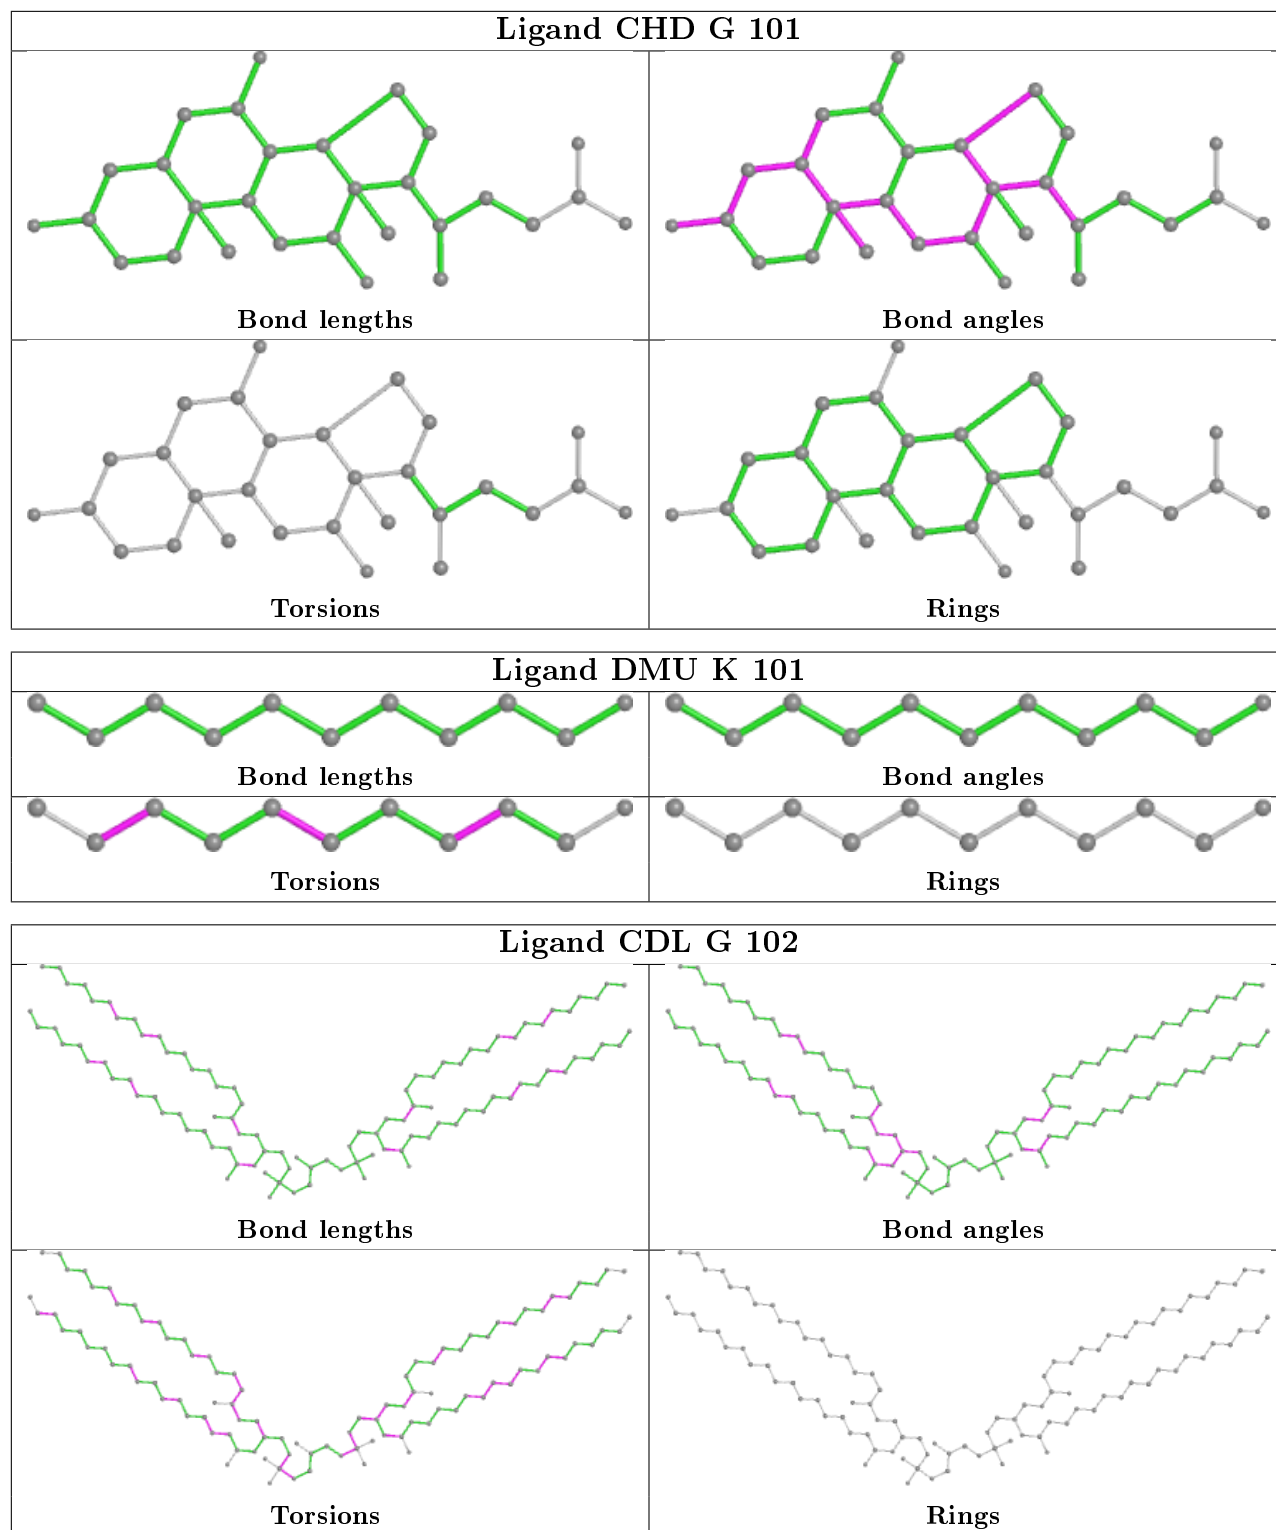 Ligand CHD G 101
Bond lengths
Bond angles
Torsions
Rings
Ligand DMU K 101
Bond lengths
Bond angles
Torsions
Rings
Ligand CDL G 102
Bond lengths
Bond angles
Torsions
Rings